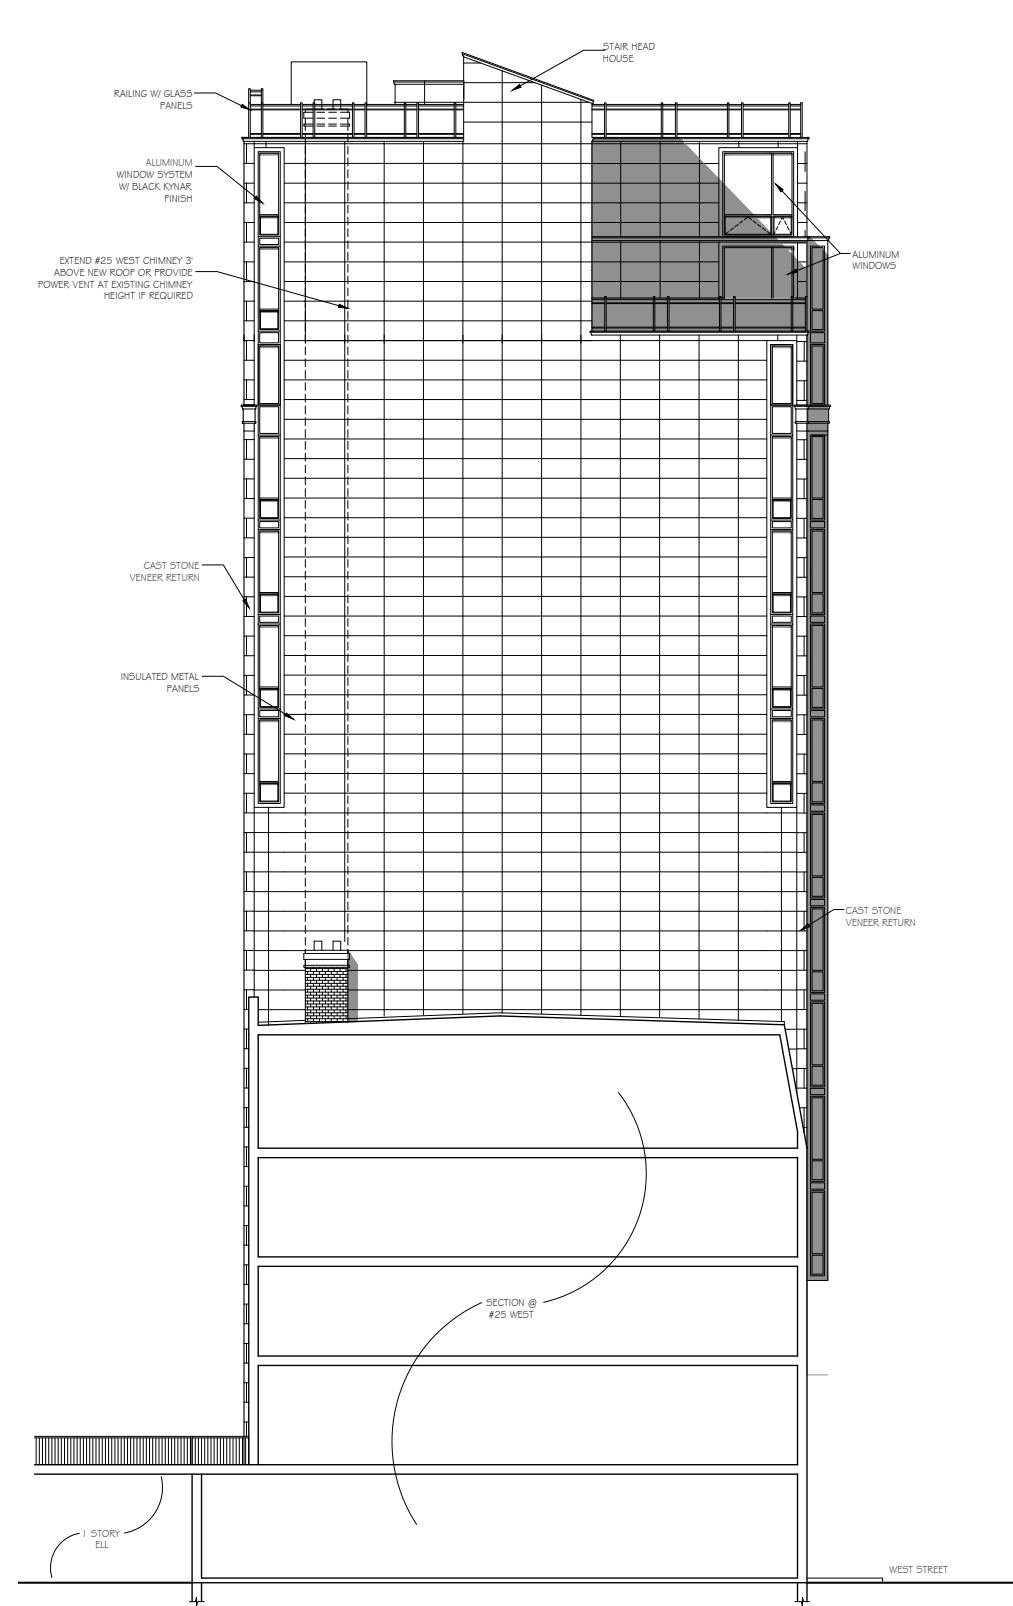 STAIR HEAD
HOUSE
RAILING W/ GLASS
PANELS
ALUMINUM
WINDOW SYSTEM
W/ BLACK KYNAR
FINISH
EXTEND #25 WEST CHIMNEY 3'
ABOVE NEW ROOF OR PROVIDE
POWER VENT AT EXISTING CHIMNEY
HEIGHT IF REQUIRED
ALUMINUM
WINDOWS
CAST STONE
VENEER RETURN
INSULATED METAL
PANELS
CAST STONE
VENEER RETURN
SECTION @
#25 WEST
1 STORY
ELL
WEST STREET